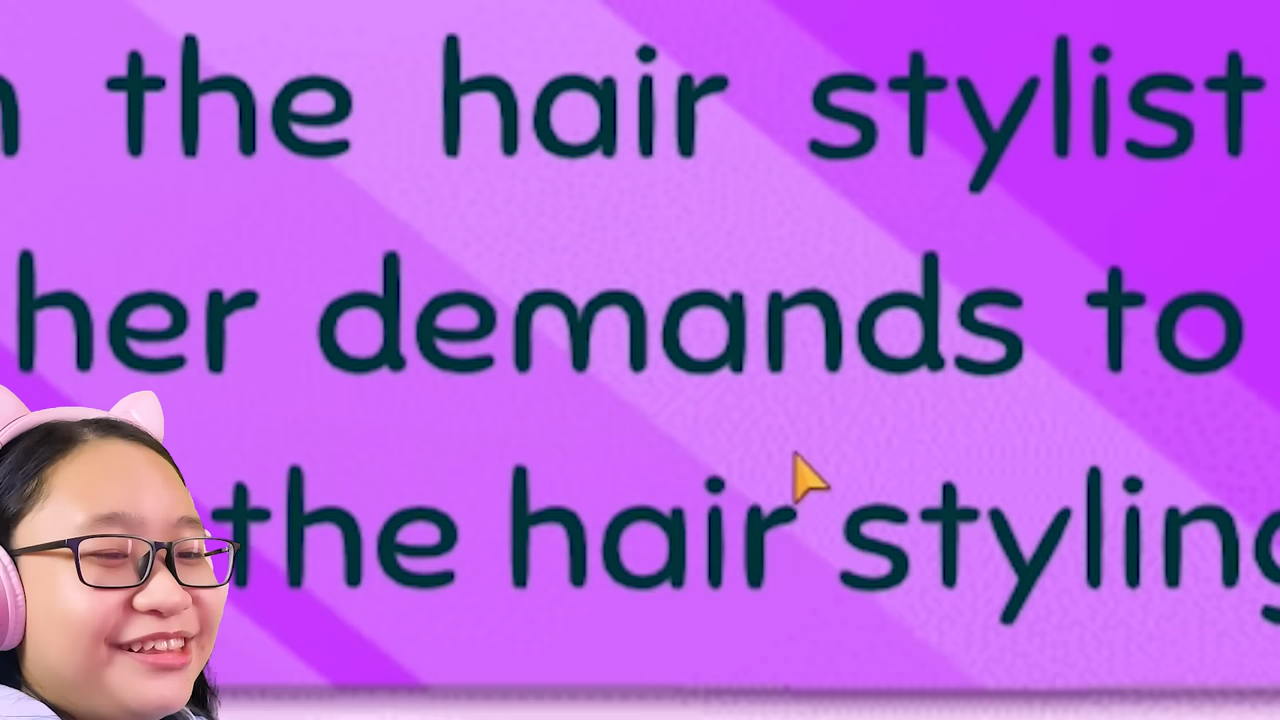 the hair stylist
her demands to
the hair styling